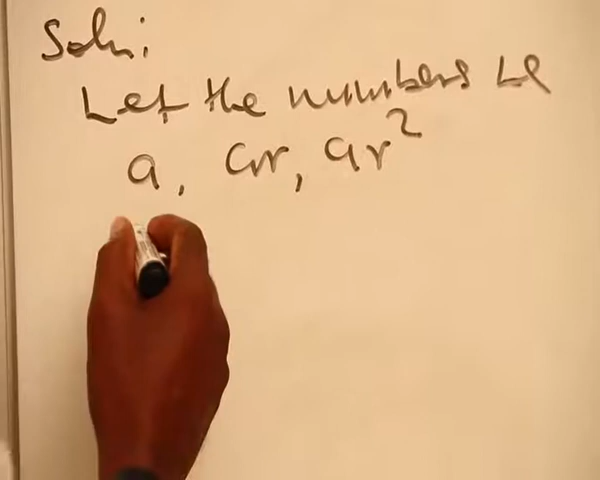 Soln:
Let the numbers be
a, ar, ar²